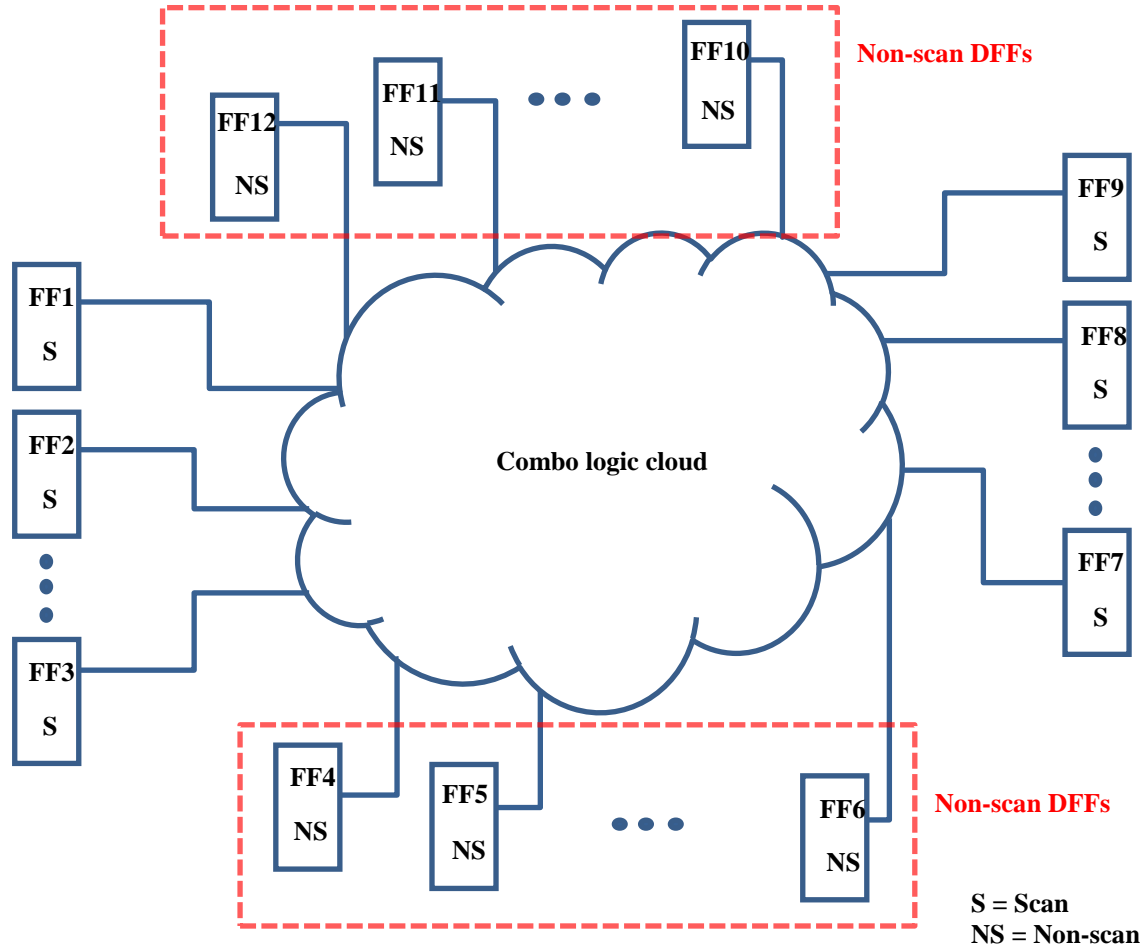 FF10
NS
Non-scan DFFs
FF11
NS
FF12
NS
FF9
S
FF1
S
FF8
S
FF2
S
Combo logic cloud
FF7
S
FF3
S
FF4
NS
FF5
NS
FF6
NS
Non-scan DFFs
S = Scan
NS = Non-scan